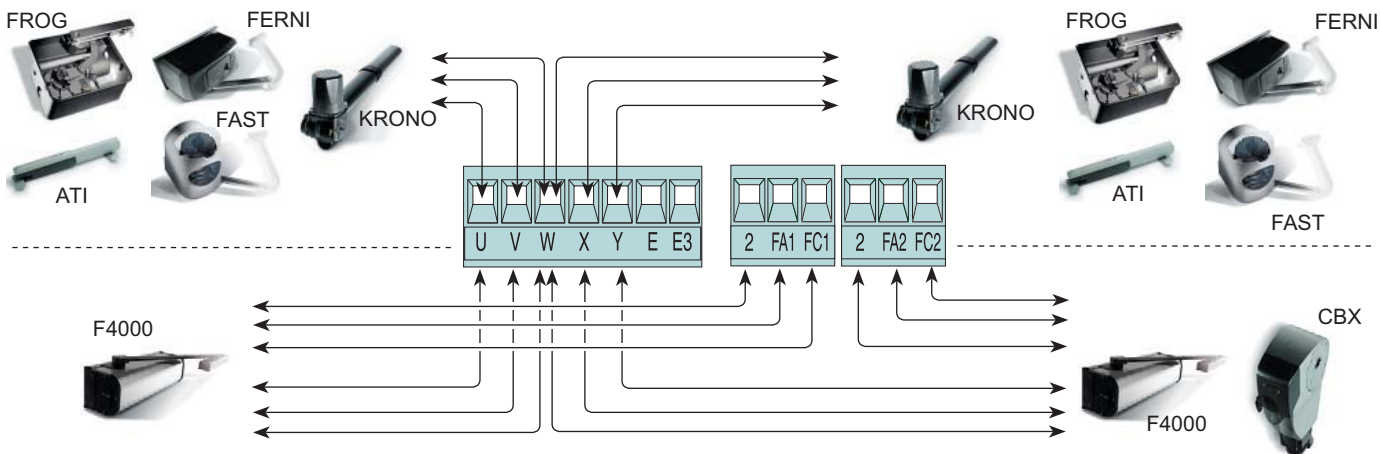 FROG
FERNI
KRONO
FAST
ATI
FROG
FERNI
KRONO
ATI
FAST
U V W X Y E E3
2 FA1 FC1
2 FA2 FC2
F4000
CBX
F4000